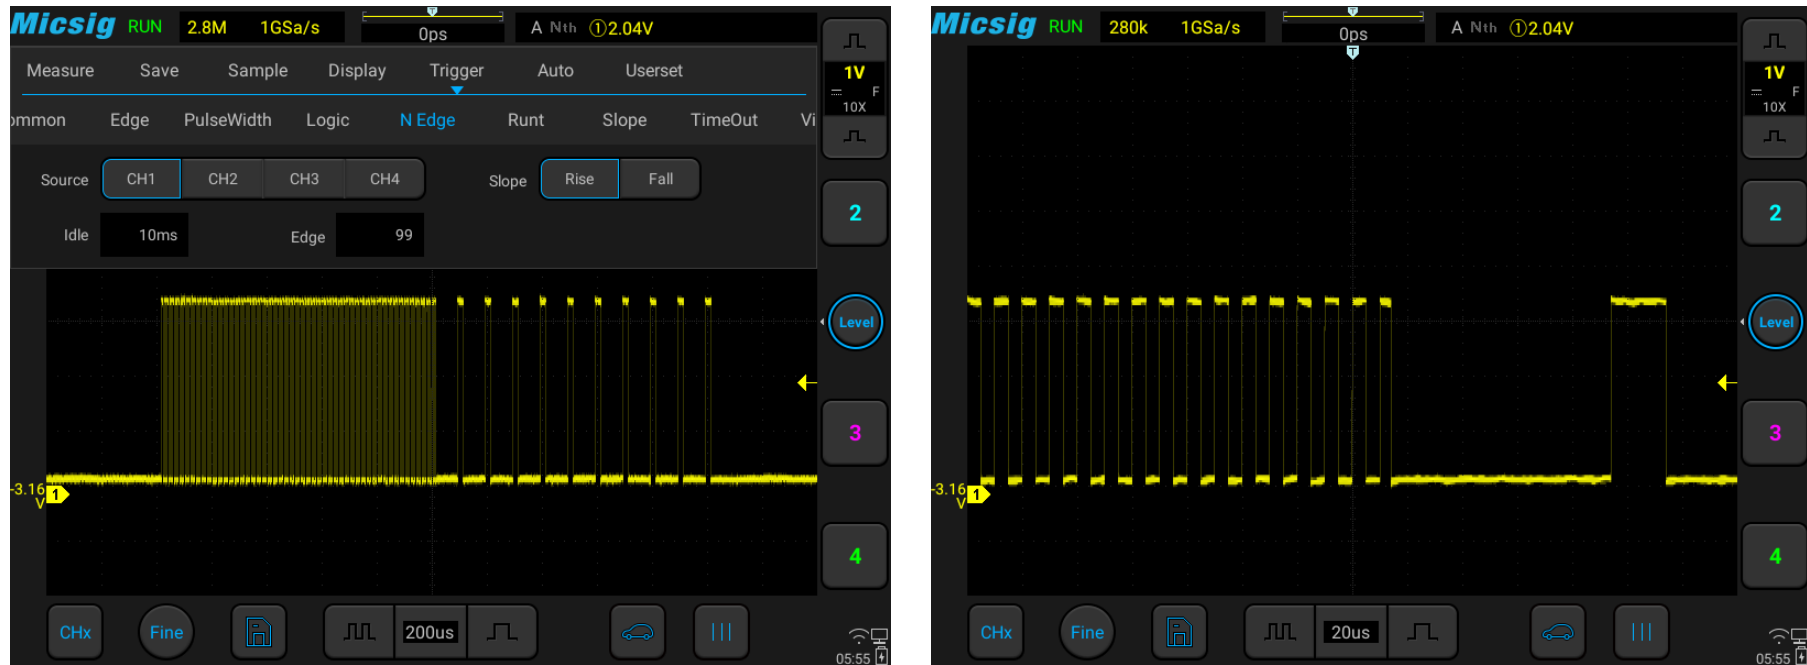 Micsig RUN 2.8M 1GSa/s T 0ps A Nth ①2.04V
Measure Save Sample Display Trigger Auto Userset
ommon Edge PulseWidth Logic N Edge Runt Slope TimeOut Vi
Source CH1 CH2 CH3 CH4 Slope Rise Fall
Idle 10ms Edge 99
1V
F
10X
2
Level
3
-3.16
V
1
4
CHx Fine 200us
05:55
Micsig RUN 280k 1GSa/s T 0ps A Nth ①2.04V
T
1V
F
10X
2
Level
3
-3.16
V
1
4
CHx Fine 20us
05:55